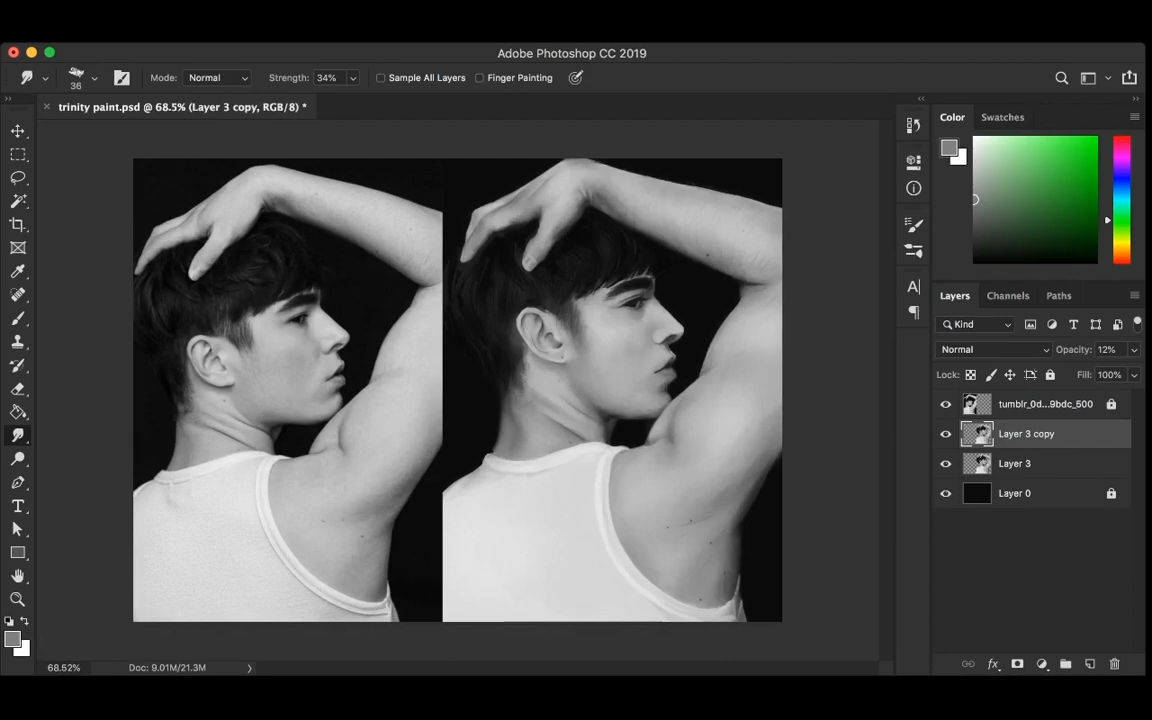 Adobe Photoshop CC 2019
36
Mode: Normal
Strength: 34%
Sample All Layers
Finger Painting
trinity paint.psd @ 68.5% (Layer 3 copy, RGB/8) *
Color
Swatches
Layers
Channels
Paths
Kind
Normal
Opacity: 12%
Lock:
Fill: 100%
tumblr_0d...9bdc_500
Layer 3 copy
Layer 3
Layer 0
68.52%
Doc: 9.01M/21.3M